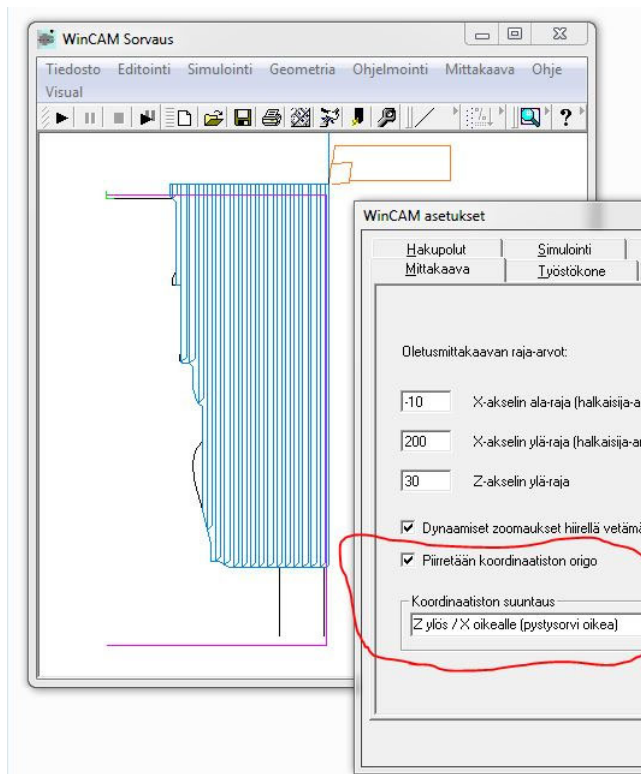 WinCAM Sorvaus
Tiedosto Editointi Simulointi Geometria Ohjelmointi Mittakaava Ohje
Visual
WinCAM asetukset
Hakupolut Simulointi
Mittakaava Työstökone
Oletusmittakaavan raja-arvot:
-10 X-akselin ala-raja (halkaisija-a
200 X-akselin ylä-raja (halkaisija-a
30 Z-akselin ylä-raja
Dynaamiset zoomaukset hiirellä vetämä
Piirretään koordinaatiston origo
Koordinaatiston suuntaus
Z ylös / X oikealle (pystysorvi oikea)